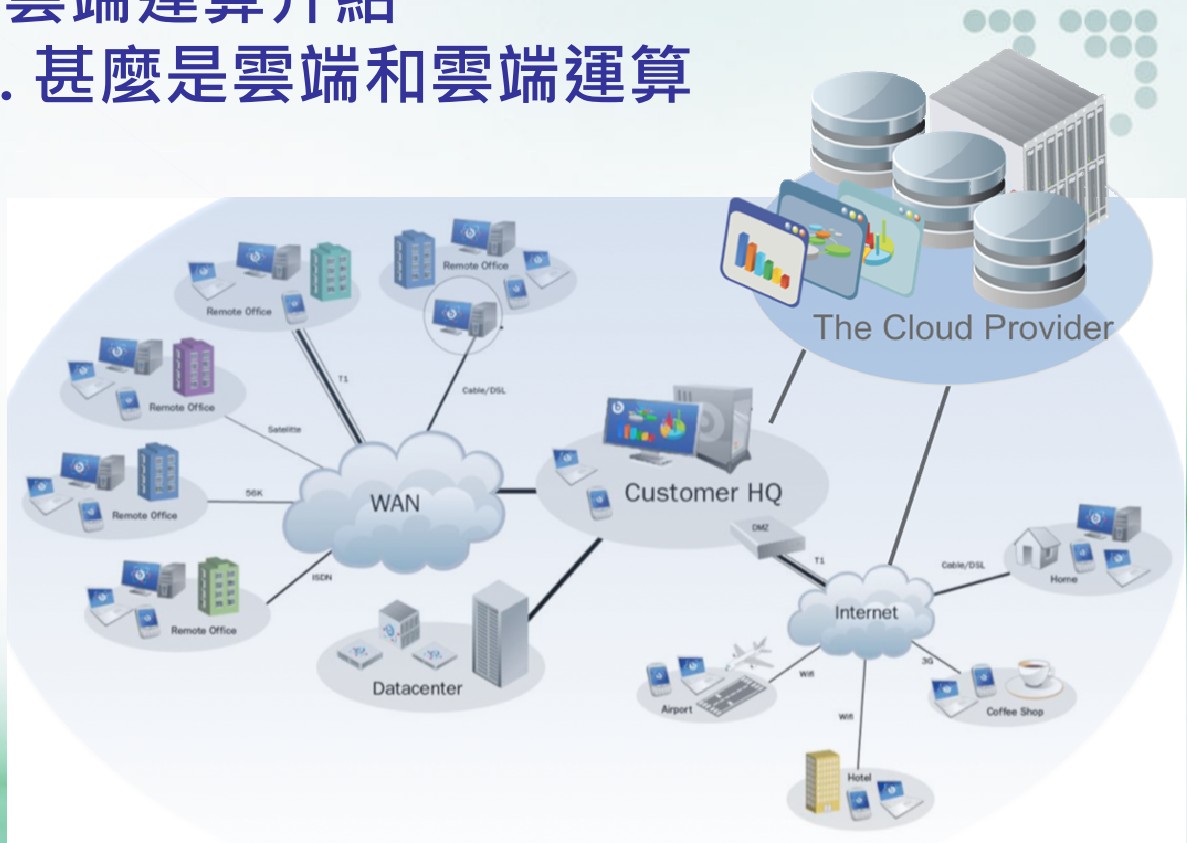 雲端運算介紹
. 甚麼是雲端和雲端運算
The Cloud Provider
Remote Office
Remote Office
T1
Cable/DSL
Remote Office
Satellite
WAN
Customer HQ
56K
Remote Office
DMZ
T1
Cable/DSL
Home
ISDN
Internet
Remote Office
Datacenter
Wifi
3G
Airport
Coffee Shop
Wifi
Hotel